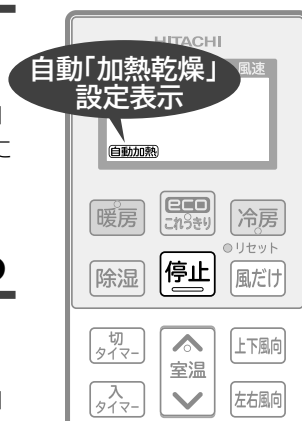 HITACHI
自動「加熱乾燥」
設定表示
風速
に
自動加熱
暖房
eco
これっきり
冷房
リセット
除湿
停止
風だけ
切
タイマー
室温
上下風向
入
タイマー
左右風向